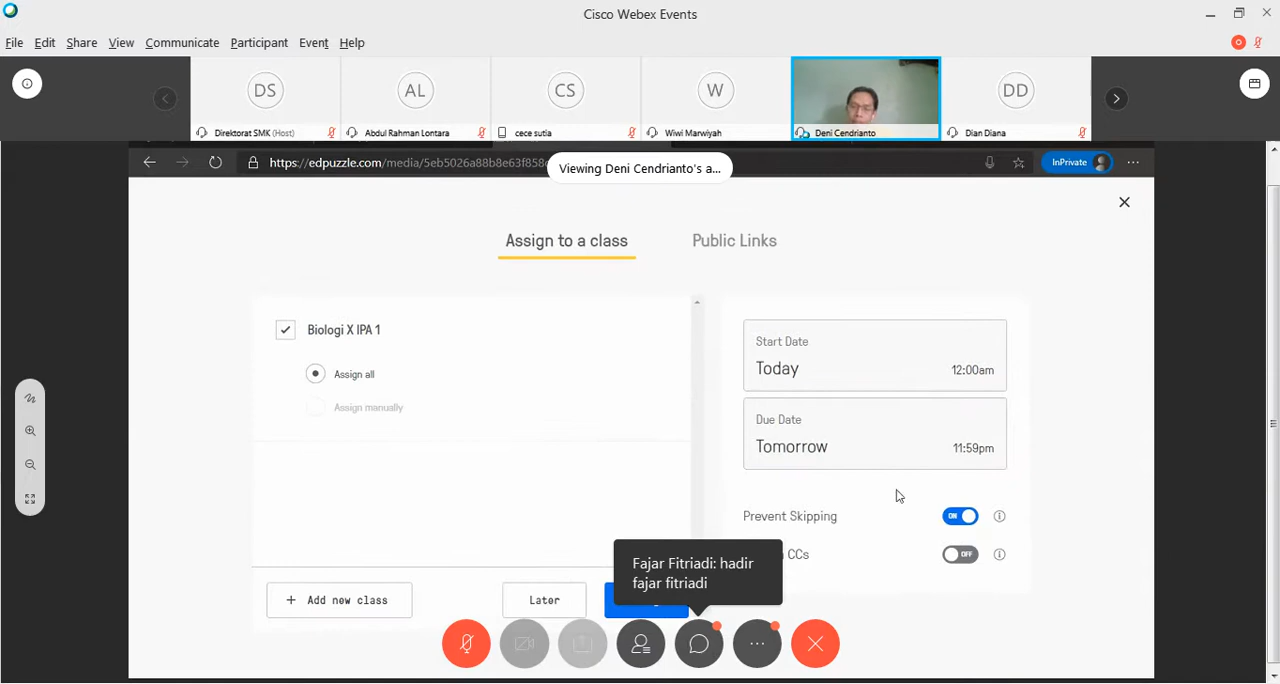 Cisco Webex Events
File Edit Share View Communicate Participant Event Help
DS AL CS W DD
Direktorat SMK (Host) Abdul Rahman Lontara cece sutia Wiwi Marwiyah Deni Cendrianto Dian Diana
https://edpuzzle.com/media/5eb5026a88b8e63f858
Viewing Deni Cendrianto's a...
InPrivate
Assign to a class Public Links
Biologi X IPA 1
Assign all
Assign manually
Start Date
Today 12:00am
Due Date
Tomorrow 11:59pm
Prevent Skipping ON
CCs OFF
Fajar Fitriadi: hadir
fajar fitriadi
+ Add new class Later